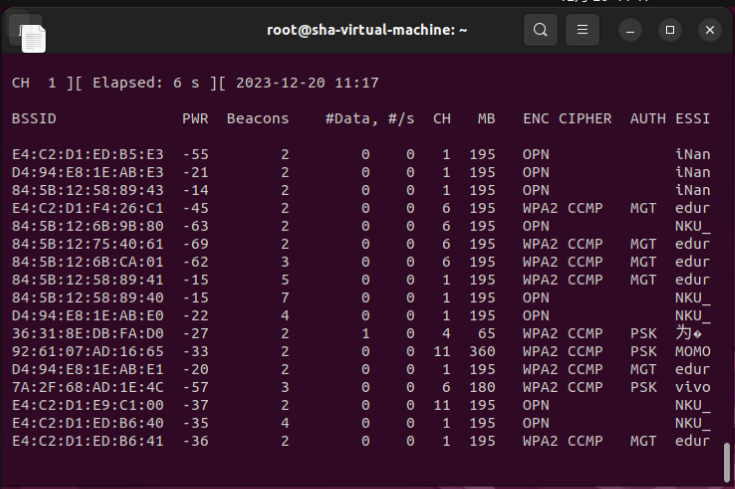 root@sha-virtual-machine: ~
CH  1 ][ Elapsed: 6 s ][ 2023-12-20 11:17
BSSID              PWR  Beacons    #Data, #/s  CH   MB   ENC CIPHER  AUTH ESSI
E4:C2:D1:ED:B5:E3  -55        2        0    0   1  195   OPN              iNan
D4:94:E8:1E:AB:E3  -21        2        0    0   1  195   OPN              iNan
84:5B:12:58:89:43  -14        2        0    0   1  195   OPN              iNan
E4:C2:D1:F4:26:C1  -45        2        0    0   6  195   WPA2 CCMP   MGT  edur
84:5B:12:6B:9B:80  -63        2        0    0   6  195   OPN              NKU_
84:5B:12:75:40:61  -69        2        0    0   6  195   WPA2 CCMP   MGT  edur
84:5B:12:6B:CA:01  -62        3        0    0   6  195   WPA2 CCMP   MGT  edur
84:5B:12:58:89:41  -15        5        0    0   1  195   WPA2 CCMP   MGT  edur
84:5B:12:58:89:40  -15        7        0    0   1  195   OPN              NKU_
D4:94:E8:1E:AB:E0  -22        4        0    0   1  195   OPN              NKU_
36:31:8E:DB:FA:D0  -27        2        1    0   4   65   WPA2 CCMP   PSK  为�
92:61:07:AD:16:65  -33        2        0    0  11  360   WPA2 CCMP   PSK  MOMO
D4:94:E8:1E:AB:E1  -20        2        0    0   1  195   WPA2 CCMP   MGT  edur
7A:2F:68:AD:1E:4C  -57        3        0    0   6  180   WPA2 CCMP   PSK  vivo
E4:C2:D1:E9:C1:00  -37        2        0    0  11  195   OPN              NKU_
E4:C2:D1:ED:B6:40  -35        4        0    0   1  195   OPN              NKU_
E4:C2:D1:ED:B6:41  -36        2        0    0   1  195   WPA2 CCMP   MGT  edur